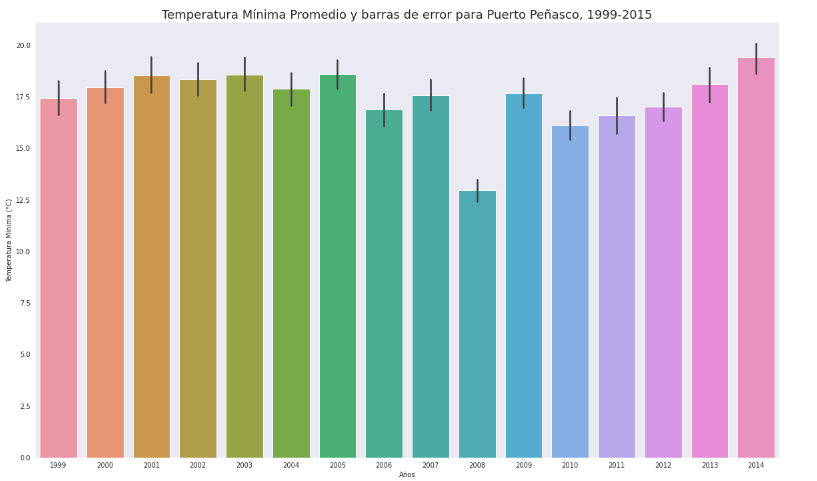 Temperatura Mínima Promedio y barras de error para Puerto Peñasco, 1999-2015
20.0
17.5
15.0
12.5
10.0
7.5
5.0
2.5
0.0
Temperatura Mínima (°C)
1999 2000 2001 2002 2003 2004 2005 2006 2007 2008 2009 2010 2011 2012 2013 2014
Años